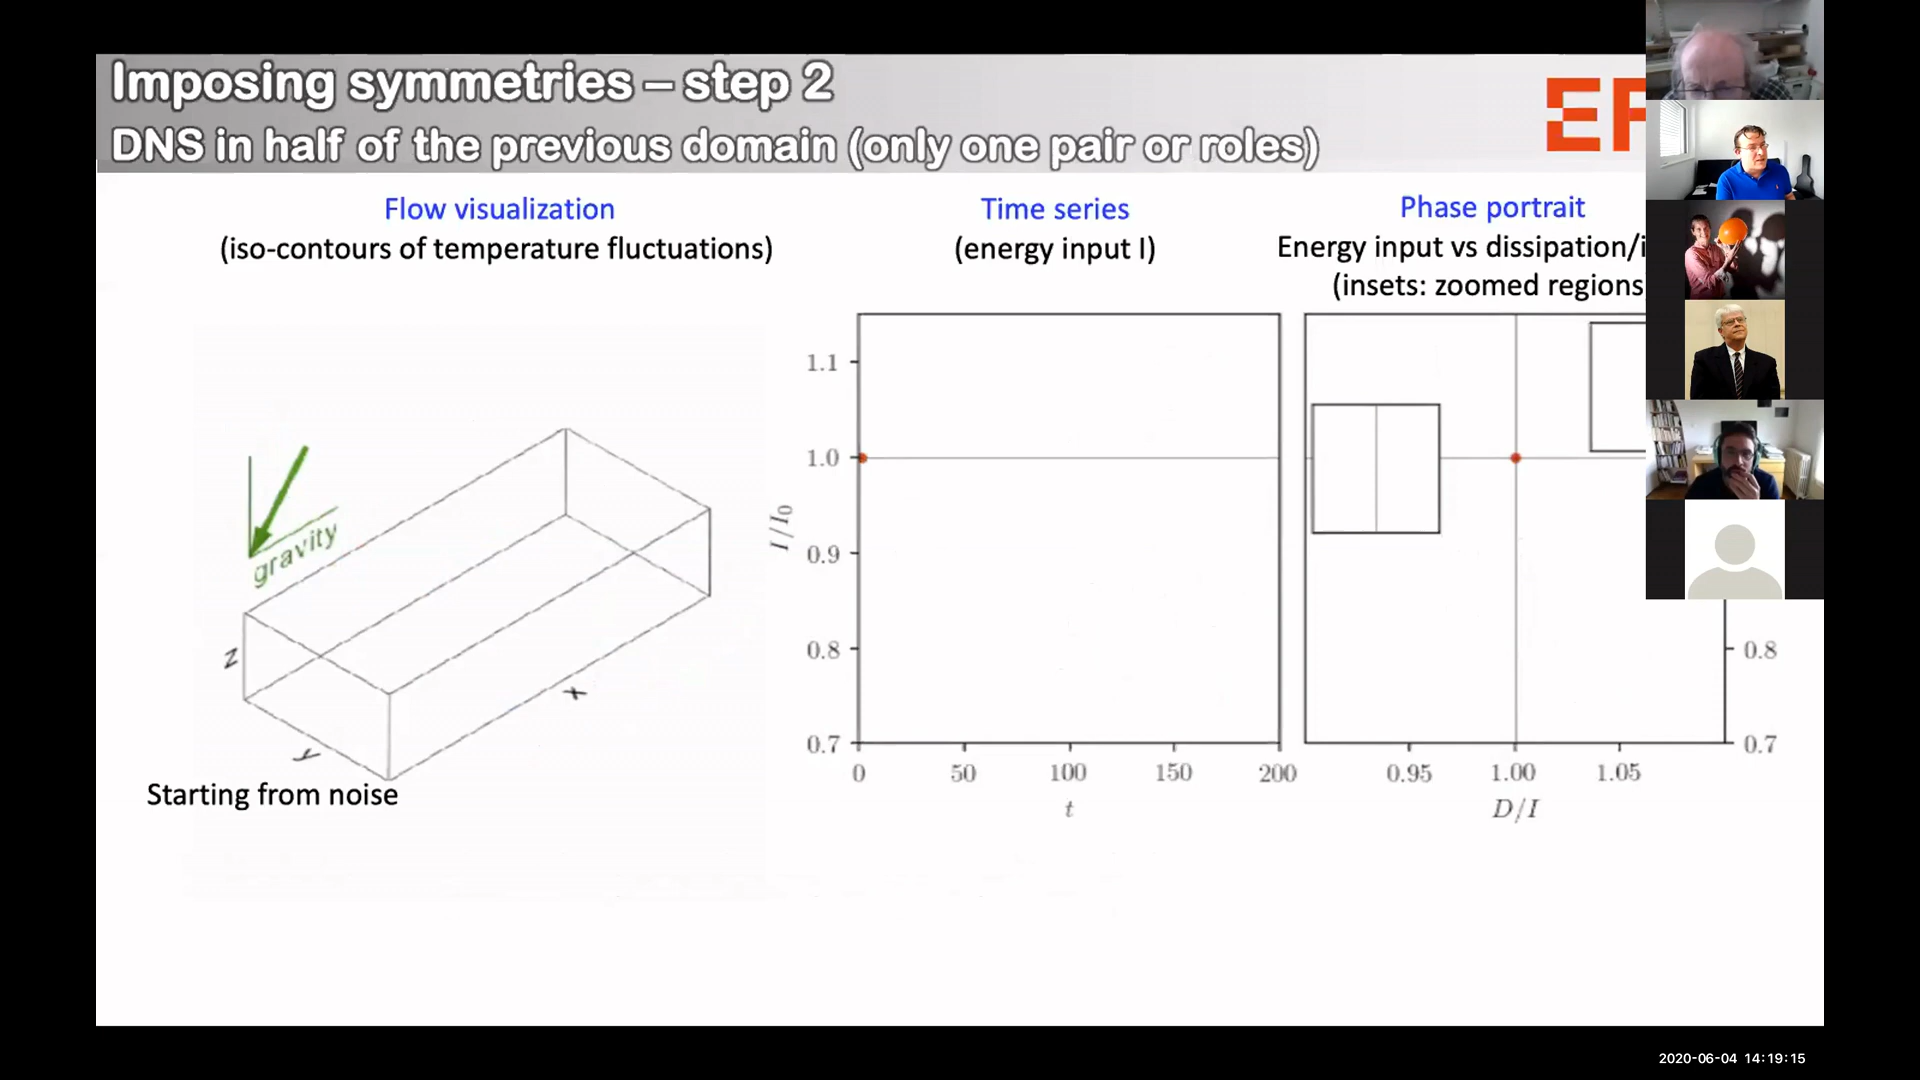 Imposing symmetries – step 2
DNS in half of the previous domain (only one pair or roles)
Flow visualization
(iso-contours of temperature fluctuations)
Time series
(energy input I)
Phase portrait
Energy input vs dissipation/i
(insets: zoomed regions
gravity
z
y
x
Starting from noise
I/I0
1.1
1.0
0.9
0.8
0.7
0 50 100 150 200
t
0.95 1.00 1.05
D/I
0.8
0.7
2020-06-04 14:19:15